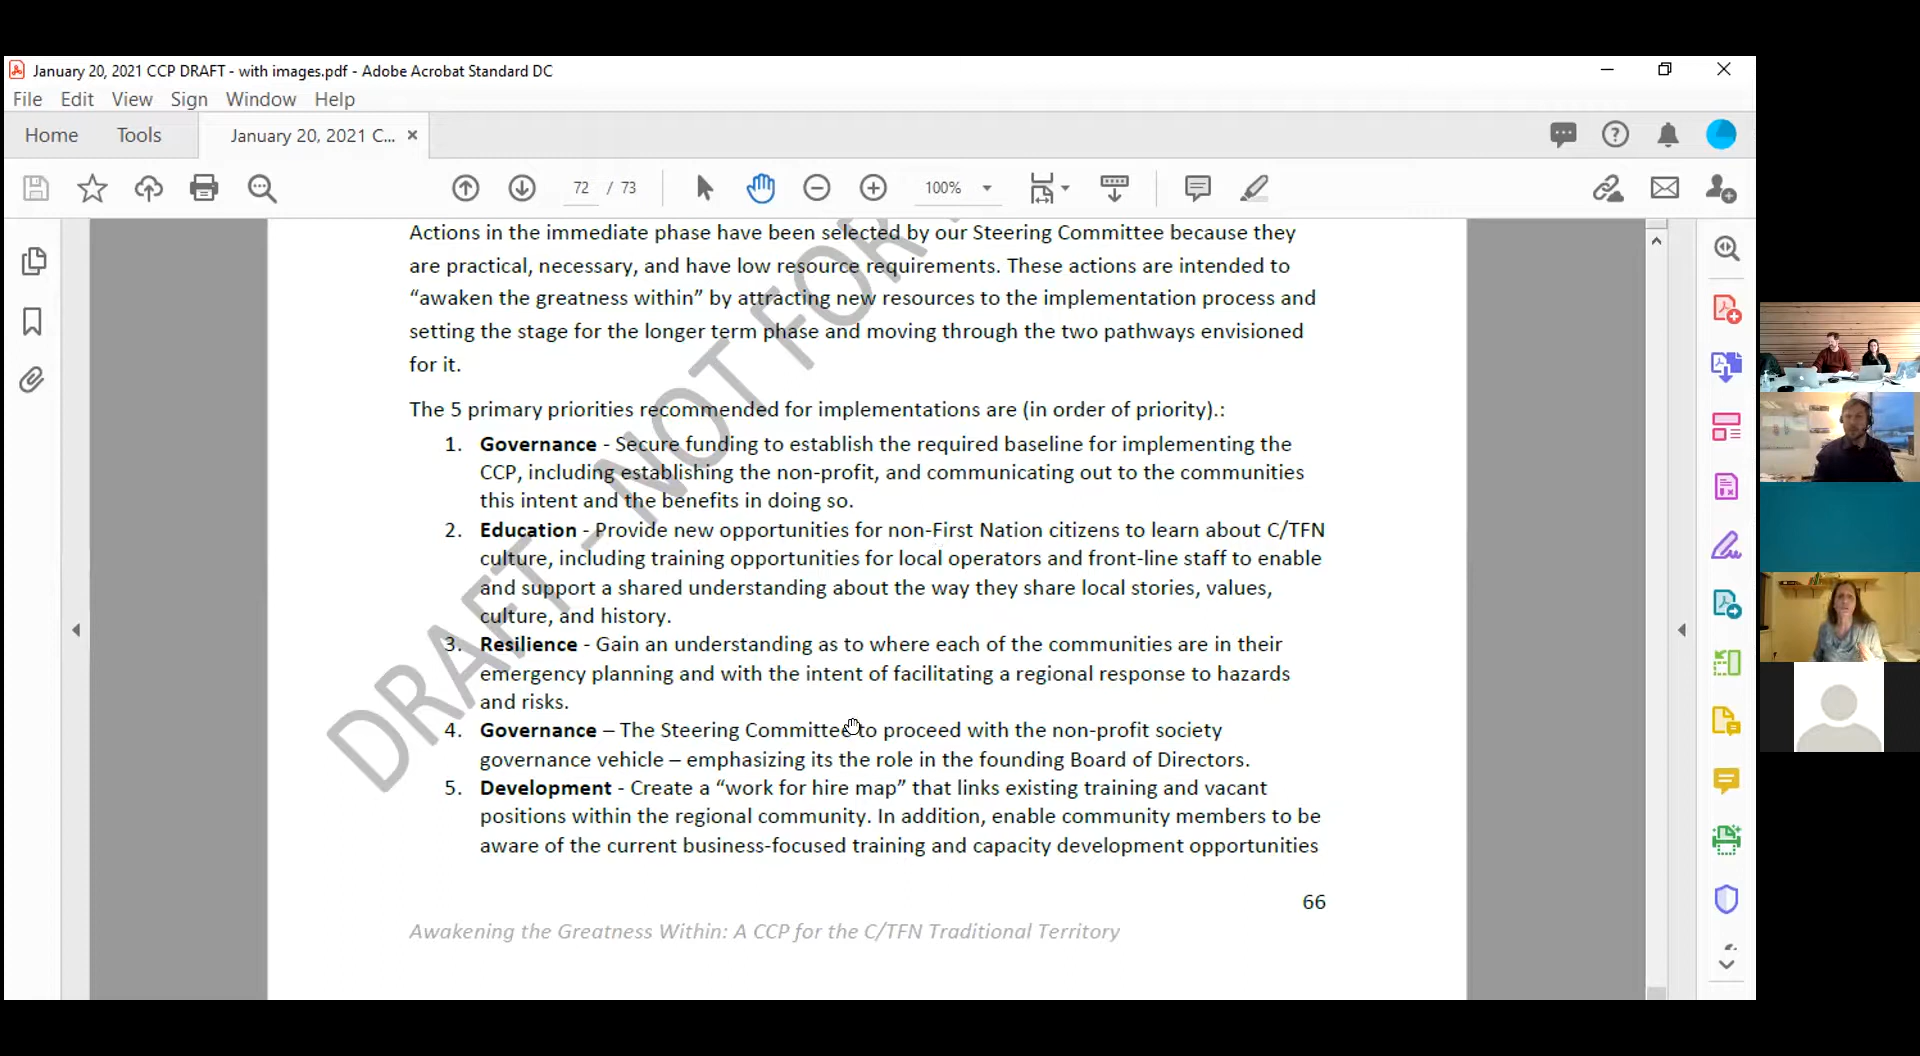 January 20, 2021 CCP DRAFT - with images.pdf - Adobe Acrobat Standard DC
File Edit View Sign Window Help
Home Tools January 20, 2021 C... ×
72 / 73 100%
Actions in the immediate phase have been selected by our Steering Committee because they
are practical, necessary, and have low resource requirements. These actions are intended to
“awaken the greatness within” by attracting new resources to the implementation process and
setting the stage for the longer term phase and moving through the two pathways envisioned
for it.
The 5 primary priorities recommended for implementations are (in order of priority).:
1. Governance - Secure funding to establish the required baseline for implementing the
CCP, including establishing the non-profit, and communicating out to the communities
this intent and the benefits in doing so.
2. Education - Provide new opportunities for non-First Nation citizens to learn about C/TFN
culture, including training opportunities for local operators and front-line staff to enable
and support a shared understanding about the way they share local stories, values,
culture, and history.
3. Resilience - Gain an understanding as to where each of the communities are in their
emergency planning and with the intent of facilitating a regional response to hazards
and risks.
4. Governance – The Steering Committee to proceed with the non-profit society
governance vehicle – emphasizing its the role in the founding Board of Directors.
5. Development - Create a “work for hire map” that links existing training and vacant
positions within the regional community. In addition, enable community members to be
aware of the current business-focused training and capacity development opportunities
66
Awakening the Greatness Within: A CCP for the C/TFN Traditional Territory
DRAFT - NOT FOR